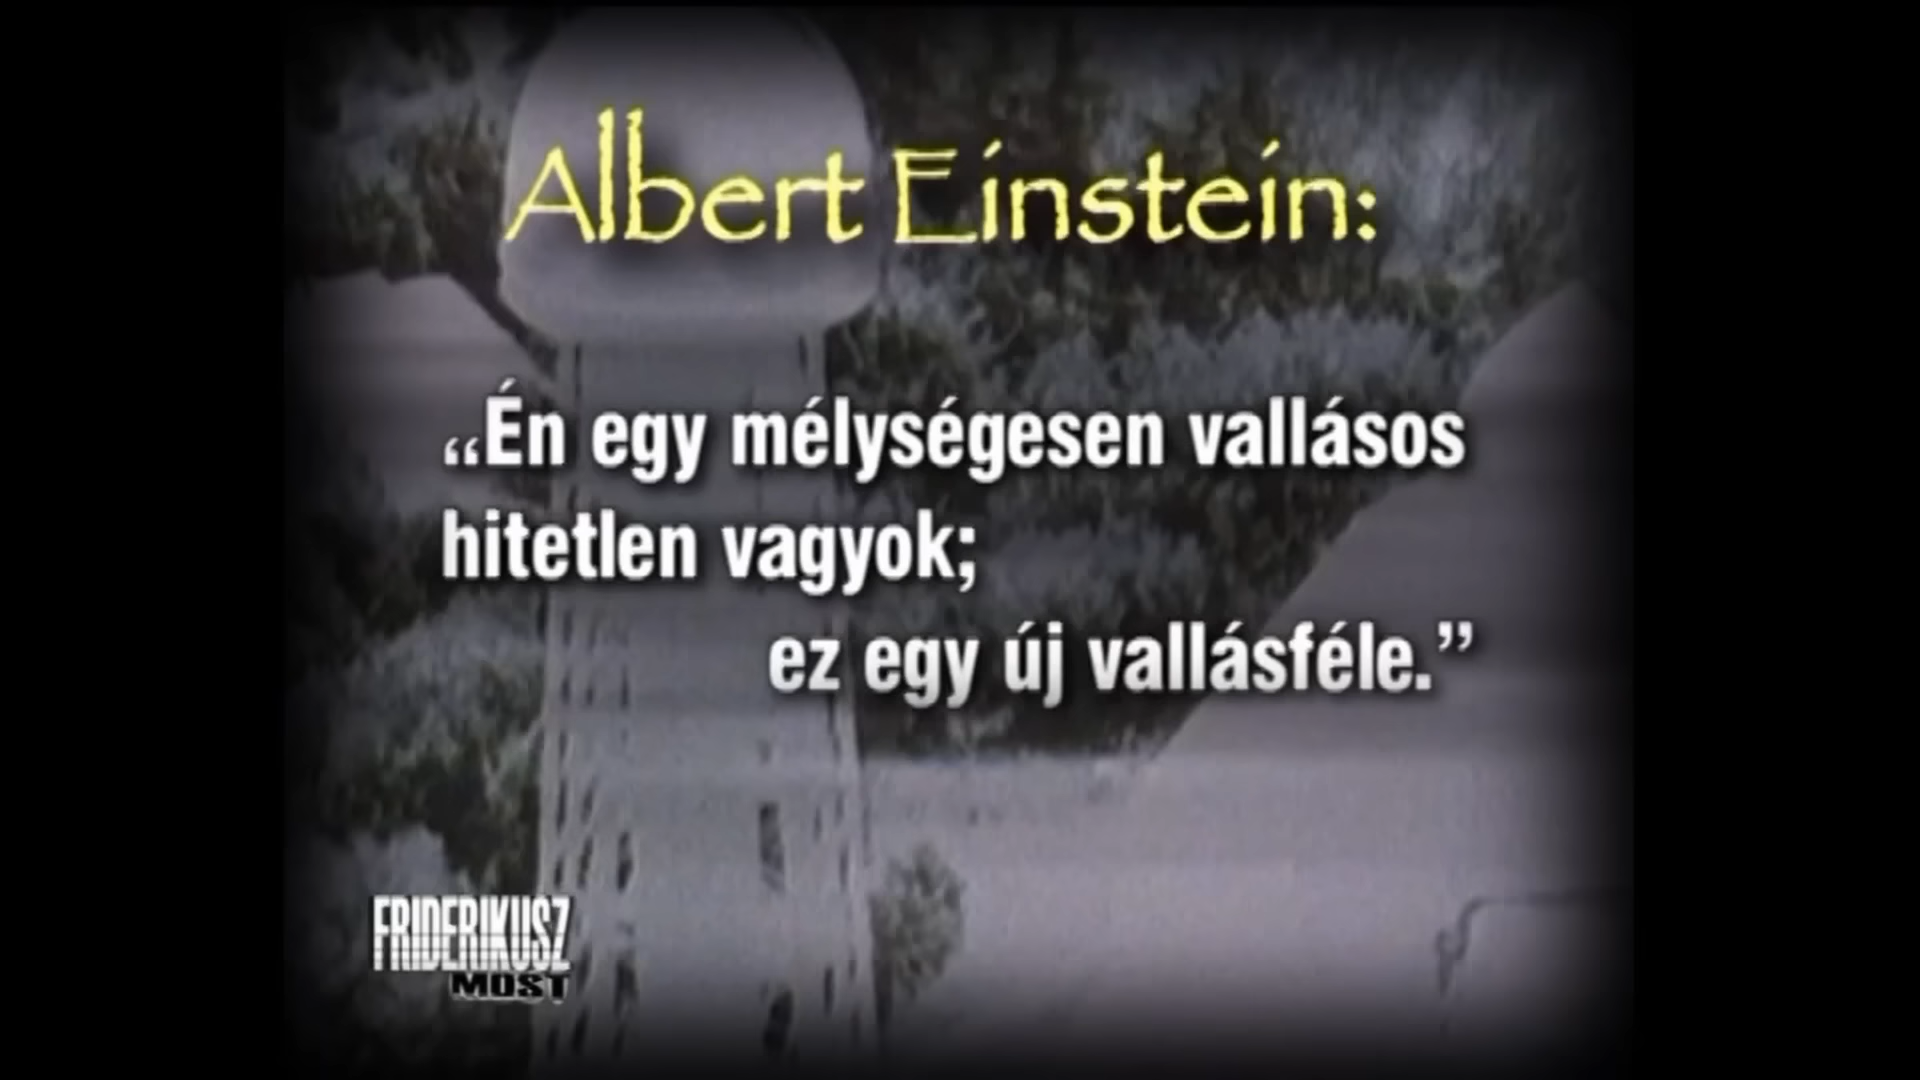 Albert Einstein:
„Én egy mélységesen vallásos
hitetlen vagyok;
ez egy új vallásféle.”
FRIDERIKUSZ
MOST